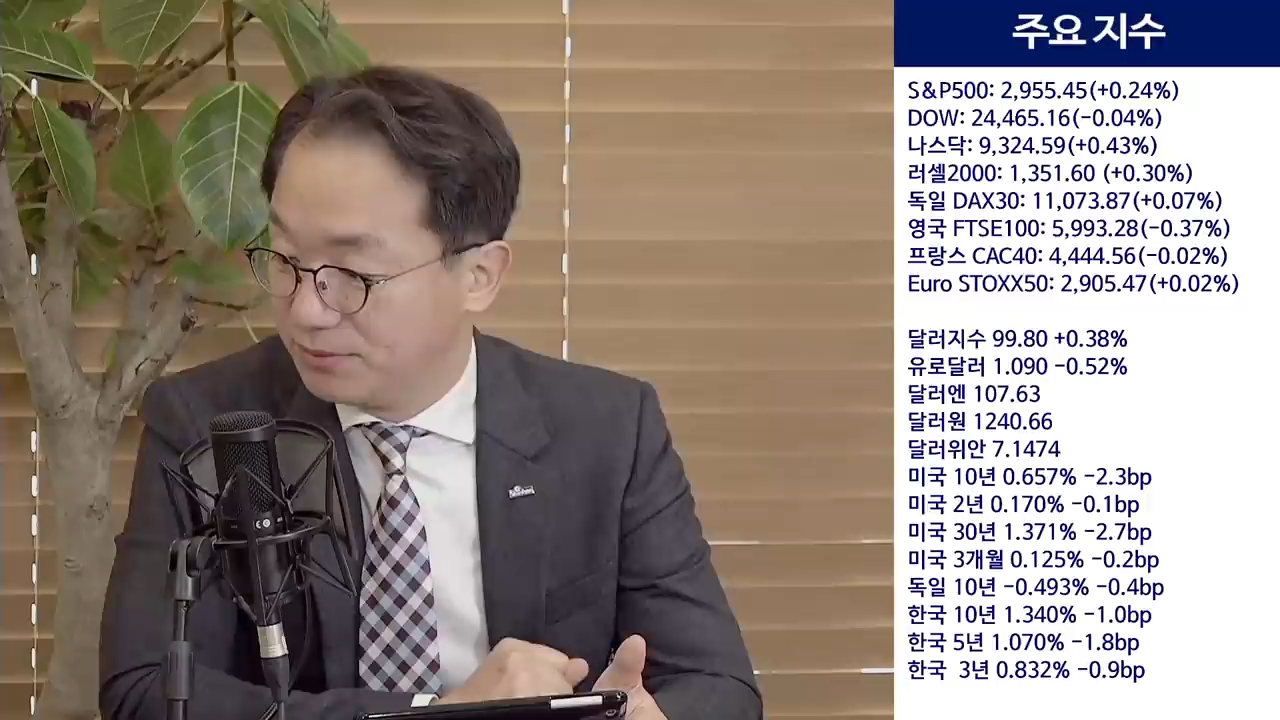 주요 지수
S&P500: 2,955.45(+0.24%)
DOW: 24,465.16(-0.04%)
나스닥: 9,324.59(+0.43%)
러셀2000: 1,351.60 (+0.30%)
독일 DAX30: 11,073.87(+0.07%)
영국 FTSE100: 5,993.28(-0.37%)
프랑스 CAC40: 4,444.56(-0.02%)
Euro STOXX50: 2,905.47(+0.02%)
달러지수 99.80 +0.38%
유로달러 1.090 -0.52%
달러엔 107.63
달러원 1240.66
달러위안 7.1474
미국 10년 0.657% -2.3bp
미국 2년 0.170% -0.1bp
미국 30년 1.371% -2.7bp
미국 3개월 0.125% -0.2bp
독일 10년 -0.493% -0.4bp
한국 10년 1.340% -1.0bp
한국 5년 1.070% -1.8bp
한국 3년 0.832% -0.9bp